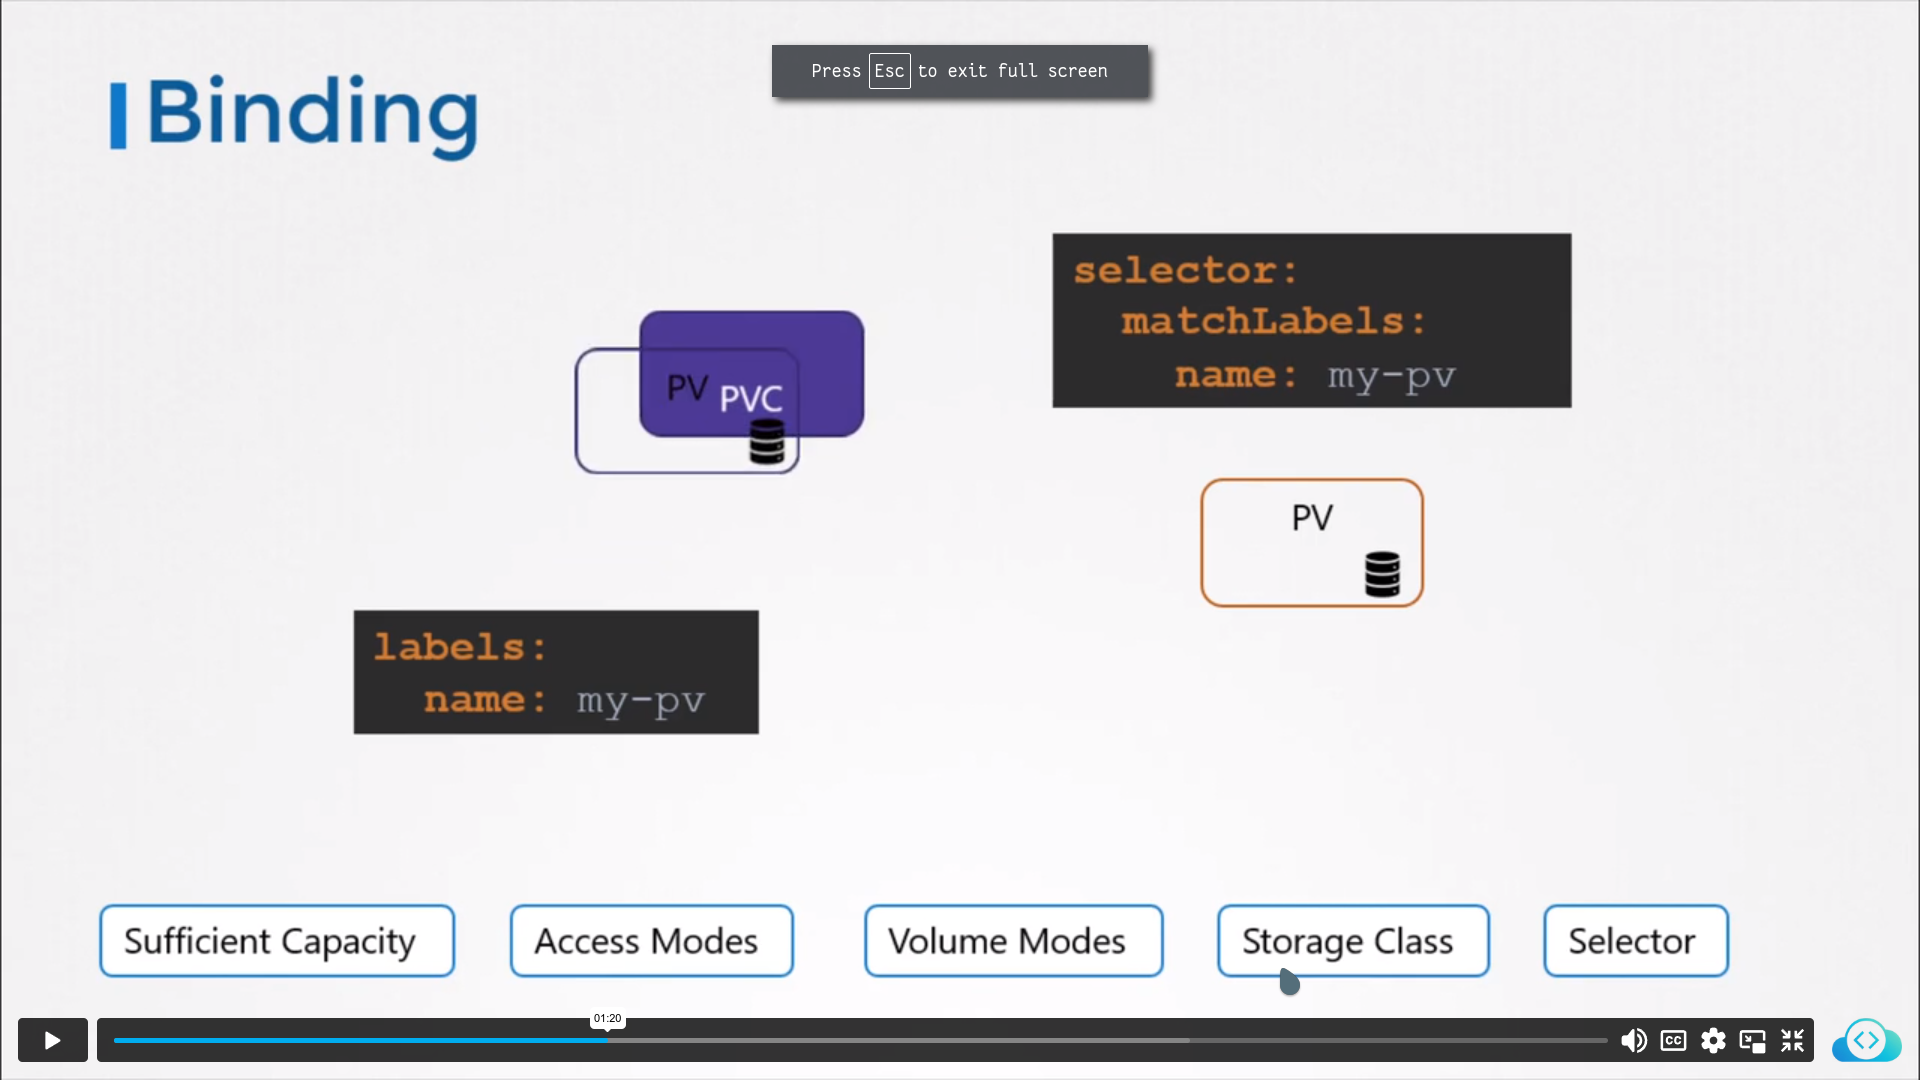 Press Esc to exit full screen
Binding
selector:
matchLabels:
name: my-pv
PV PVC
PV
labels:
name: my-pv
Sufficient Capacity
Access Modes
Volume Modes
Storage Class
Selector
01:20
CC